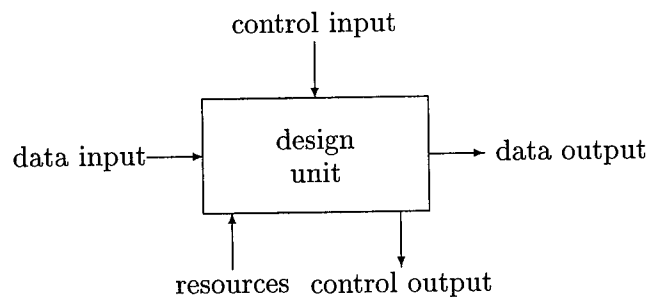 control input
data input
design
unit
data output
resources
control output